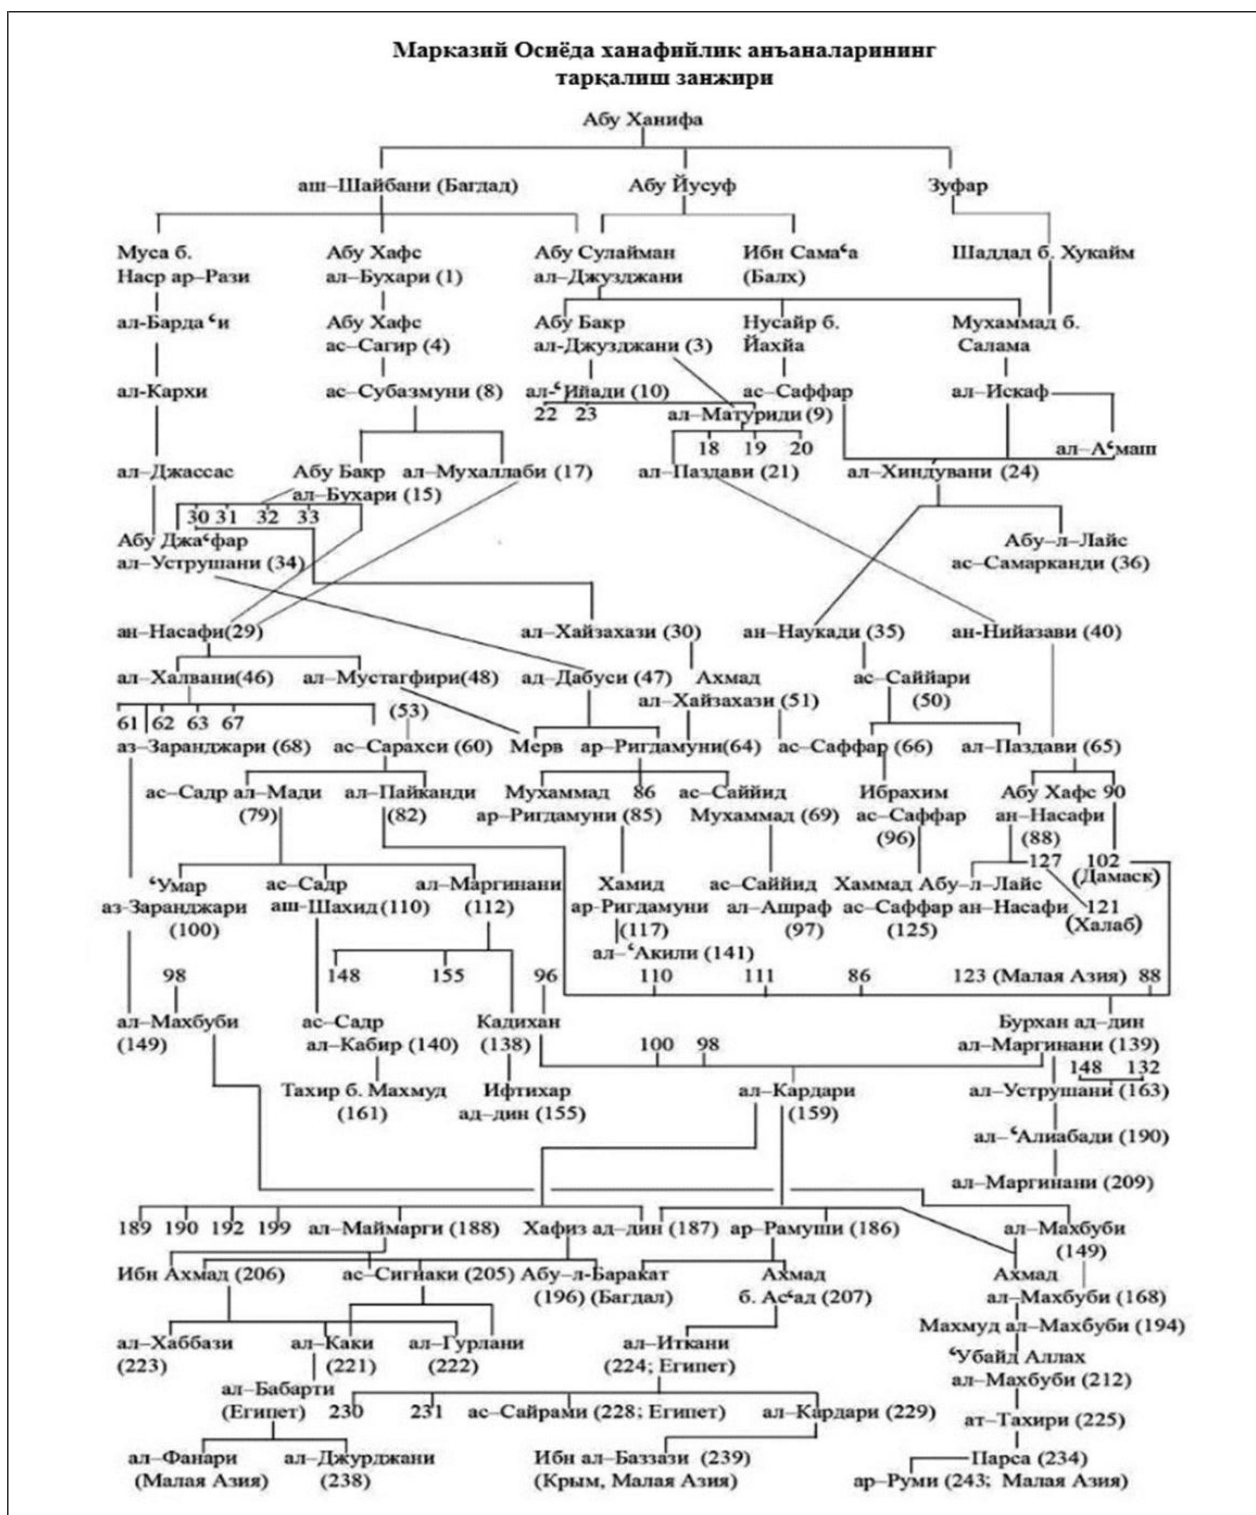 Марказий Осиёда ханафийлик анъаналарининг
тарқалиш занжири
Абу Ханифа
аш–Шайбани (Багдад) Абу Йусуф Зуфар
Муса б. Абу Хафс Абу Сулайман Ибн Самаʿа Шаддад б. Хукайм
Наср ар–Рази ал–Бухари (1) ал–Джузджани (Балх)
ал-Бардаʿи Абу Хафс Абу Бакр Нусайр б. Мухаммад б.
ас–Сагир (4) ал-Джузджани (3) Йахйа Салама
ал-Кархи ас–Субазмуни (8) ал-ʿИйади (10) ас–Саффар ал–Искаф
22 23 ал–Матуриди (9)
18 19 20 ал–Аʿмаш
ал–Джассас Абу Бакр ал–Мухаллаби (17) ал–Паздави (21) ал–Хиндувани (24)
ал–Бухари (15)
30 31 32 33
Абу Джаʿфар Абу–л–Лайс
ал–Уструшани (34) ас–Самарканди (36)
ан–Насафи(29) ал–Хайзахази (30) ан–Наукади (35) ан-Нийазави (40)
ал–Халвани(46) ал–Мустагфири(48) ад–Дабуси (47) Ахмад ас–Саййари
(53) ал–Хайзахази (51) (50)
61 62 63 67
аз–Заранджари (68) ас–Сарахси (60) Мерв ар–Ригдамуни(64) ас–Саффар (66) ал–Паздави (65)
ас–Садр ал–Мади ал–Пайканди Мухаммад 86 ас–Саййид Ибрахим Абу Хафс 90
(79) (82) ар–Ригдамуни (85) Мухаммад (69) ас–Саффар ан–Насафи
(96) (88)
127 102
(Дамаск)
ʿУмар ас–Садр ал–Маргинани Хамид ас–Саййид Хаммад Абу–л–Лайс
аз-Заранджари аш–Шахид(110) (112) ар-Ригдамуни ал–Ашраф ас–Саффар ан–Насафи 121
(100) (117) (97) (125) (Халаб)
ал–ʿАкили (141)
98 148 155 96 110 111 86 123 (Малая Азия) 88
ал–Махбуби ас–Садр Кадихан Бурхан ад–дин
(149) ал–Кабир (140) (138) 100 98 ал–Маргинани (139)
148 132
Тахир б. Махмуд Ифтихар ал–Кардари ал–Уструшани (163)
(161) ад–дин (155) (159)
ал–ʿАлиабади (190)
ал–Маргинани (209)
189 190 192 199 ал–Маймарги (188) Хафиз ад–дин (187) ар–Рамуши (186) ал–Махбуби
(149)
Ибн Ахмад (206) ас–Сигнаки (205) Абу–л-Баракат Ахмад Ахмад
(196) (Багдал) б. Асʿад (207) ал–Махбуби (168)
Махмуд ал–Махбуби (194)
ал–Хаббази ал–Каки ал–Гурлани ал–Иткани ʿУбайд Аллах
(223) (221) (222) (224; Египет) ал–Махбуби (212)
ал–Бабарти
(Египет) 230 231 ас–Сайрами (228; Египет) ал–Кардари (229) ат–Тахири (225)
ал–Фанари ал–Джурджани Ибн ал–Баззази (239) Парса (234)
(Малая Азия) (238) (Крым, Малая Азия) ар–Руми (243; Малая Азия)